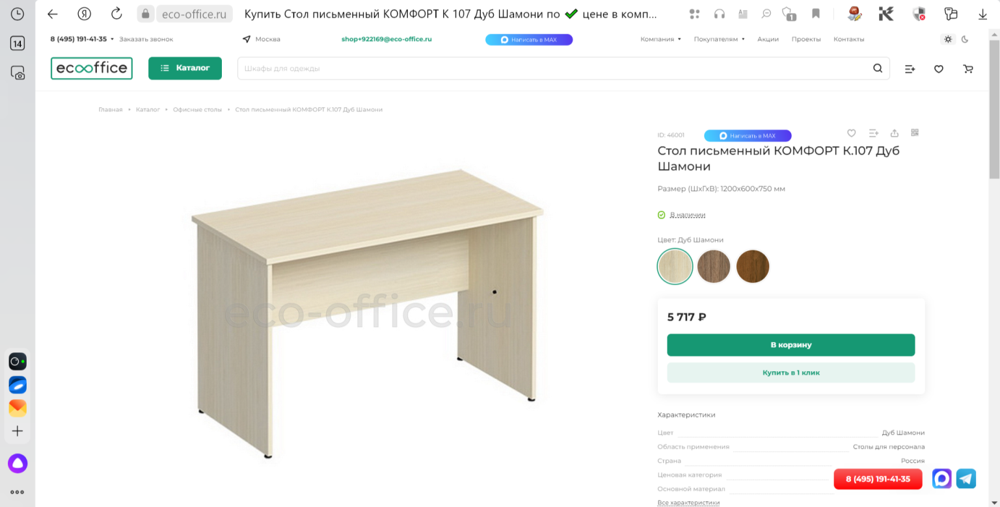 eco-office.ru Купить Стол письменный КОМФОРТ К 107 Дуб Шамони по ✔ цене в комп...
1
14
8 (495) 191-41-35 Заказать звонок Москва shop+922169@eco-office.ru Написать в MAX Компания Покупателям Акции Проекты Контакты
ecooffice Каталог Шкафы для одежды
Главная Каталог Офисные столы Стол письменный КОМФОРТ К.107 Дуб Шамони
ID: 46001 Написать в MAX
Стол письменный КОМФОРТ К.107 Дуб
Шамони
Размер (ШхГхВ): 1200х600х750 мм
В наличии
Цвет: Дуб Шамони
eco-office.ru
5 717 ₽
В корзину
Купить в 1 клик
Характеристики
Цвет Дуб Шамони
Область применения Столы для персонала
Страна Россия
Ценовая категория
8 (495) 191-41-35
Основной материал
Все характеристики